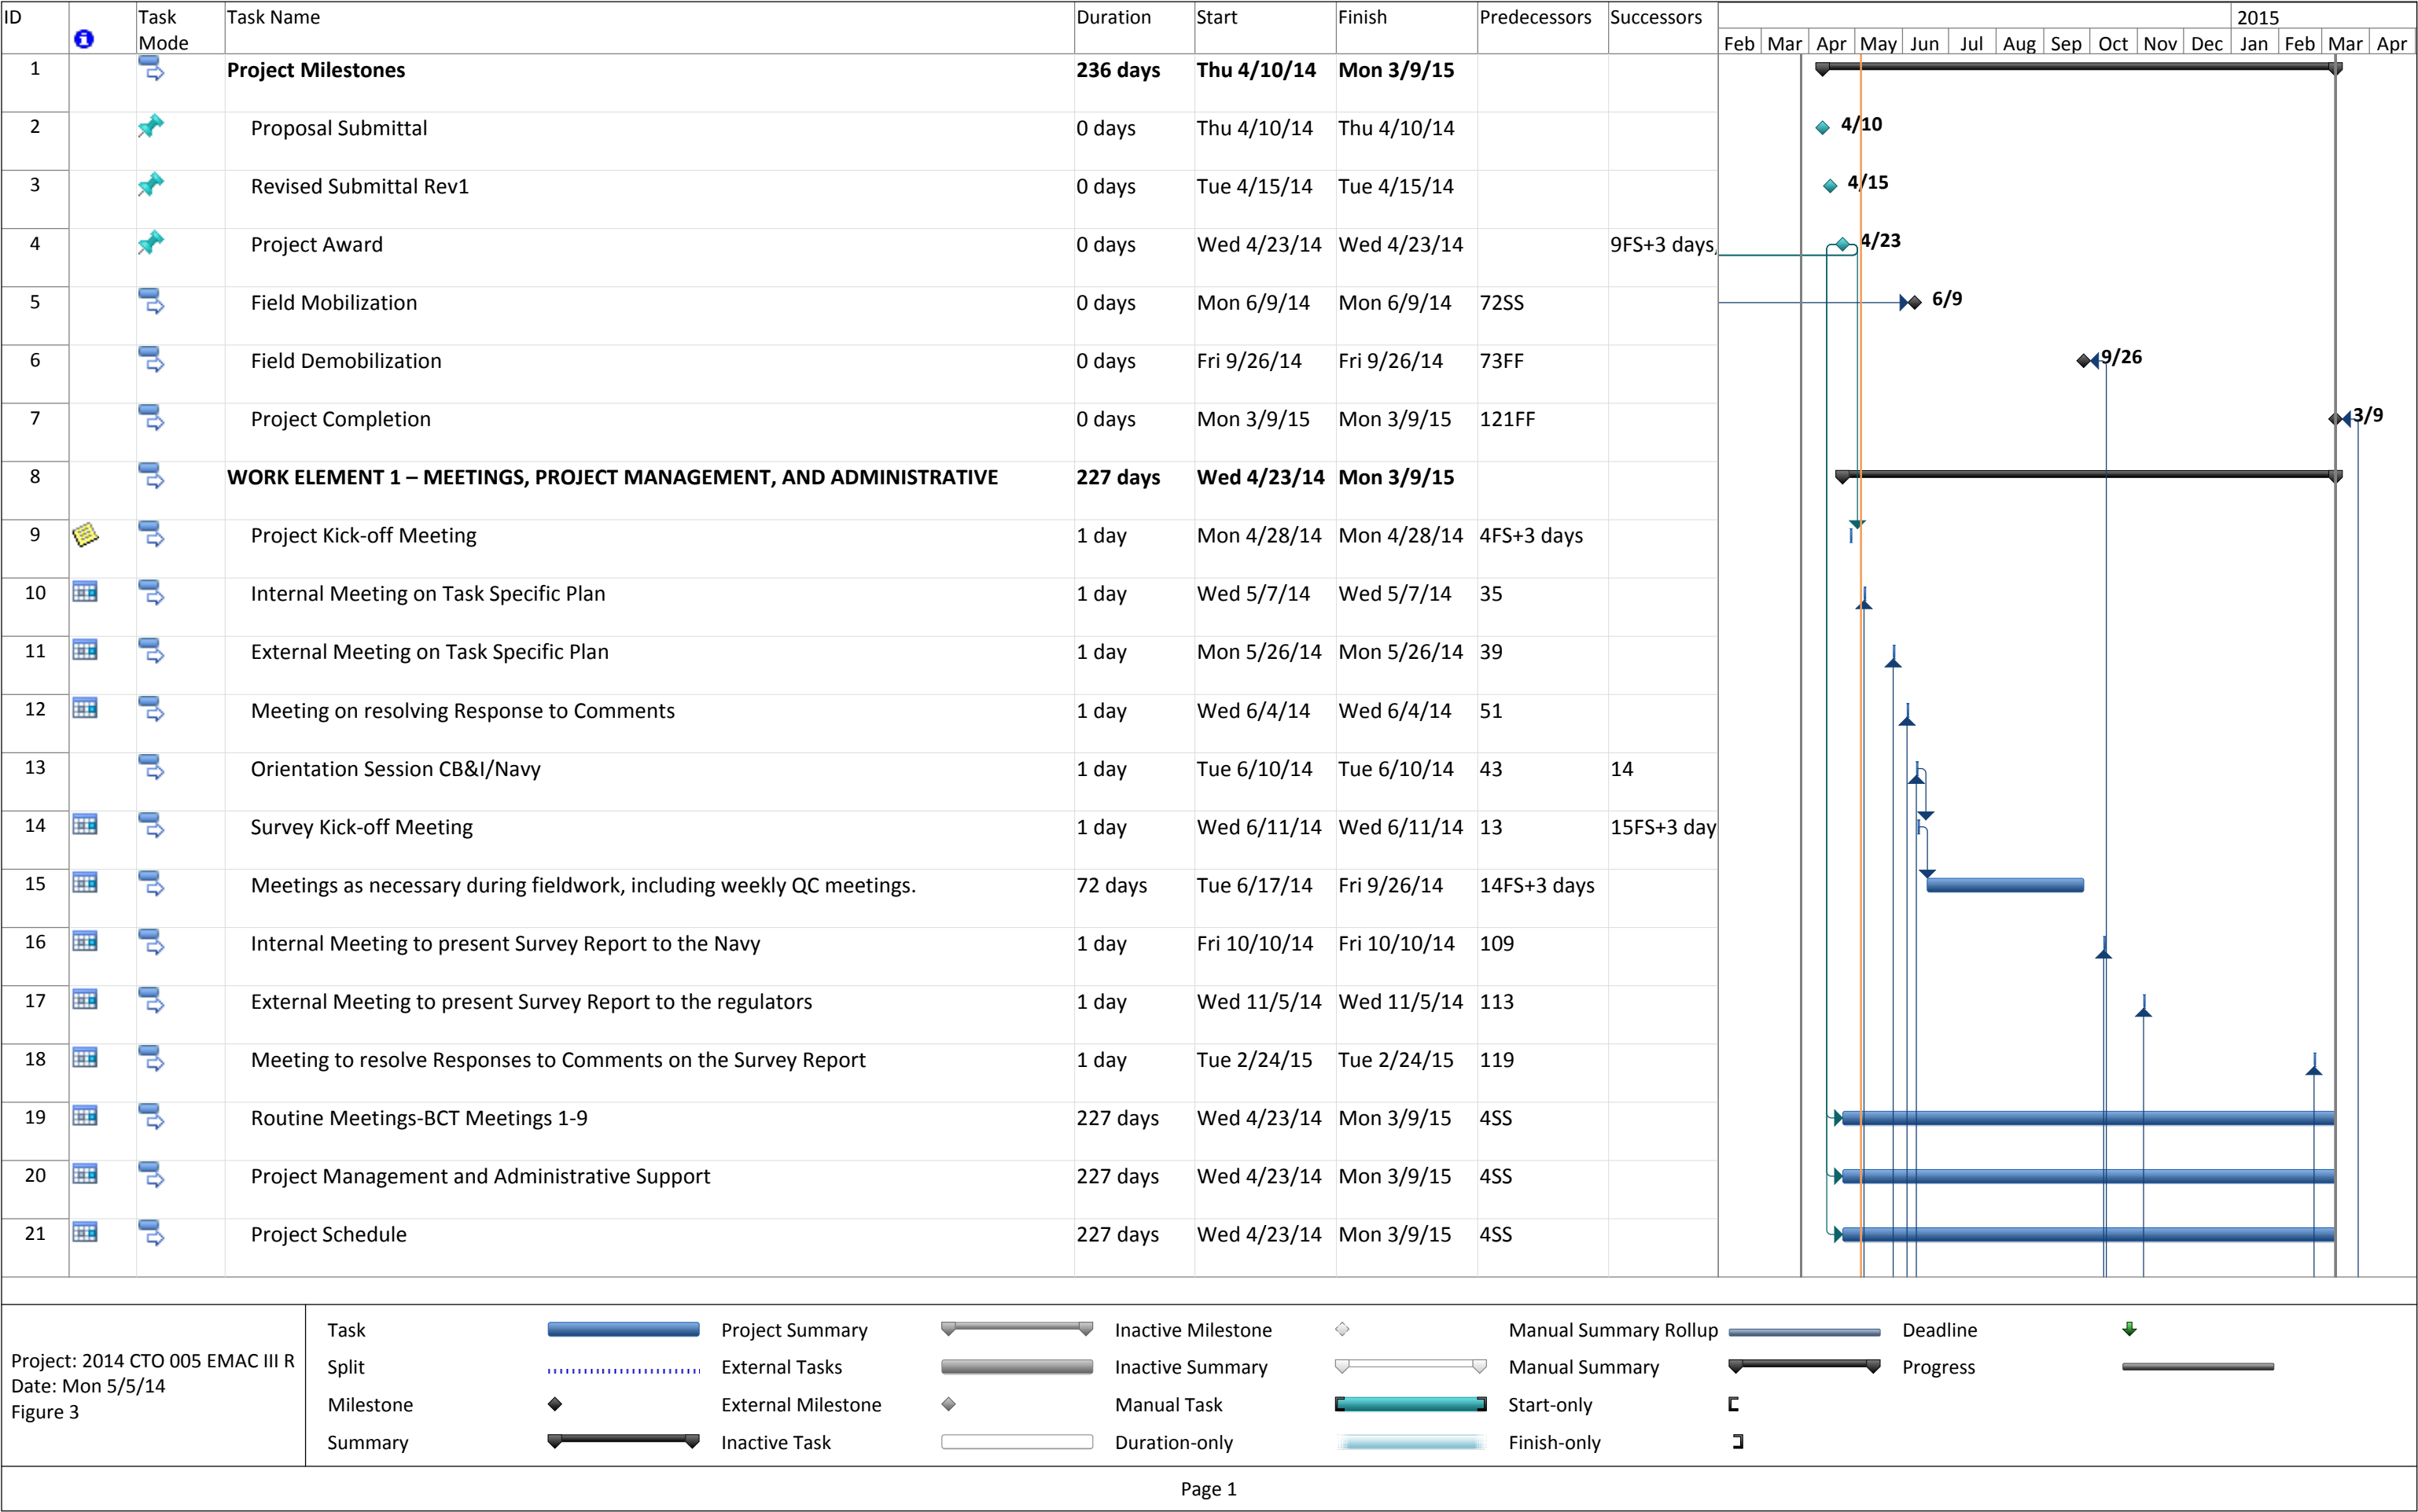 ID Task Mode Task Name Duration Start Finish Predecessors Successors 2015
Feb Mar Apr May Jun Jul Aug Sep Oct Nov Dec Jan Feb Mar Apr
1 Project Milestones 236 days Thu 4/10/14 Mon 3/9/15
2 Proposal Submittal 0 days Thu 4/10/14 Thu 4/10/14 4/10
3 Revised Submittal Rev1 0 days Tue 4/15/14 Tue 4/15/14 4/15
4 Project Award 0 days Wed 4/23/14 Wed 4/23/14 9FS+3 days, 4/23
5 Field Mobilization 0 days Mon 6/9/14 Mon 6/9/14 72SS 6/9
6 Field Demobilization 0 days Fri 9/26/14 Fri 9/26/14 73FF 9/26
7 Project Completion 0 days Mon 3/9/15 Mon 3/9/15 121FF 3/9
8 WORK ELEMENT 1 – MEETINGS, PROJECT MANAGEMENT, AND ADMINISTRATIVE 227 days Wed 4/23/14 Mon 3/9/15
9 Project Kick-off Meeting 1 day Mon 4/28/14 Mon 4/28/14 4FS+3 days
10 Internal Meeting on Task Specific Plan 1 day Wed 5/7/14 Wed 5/7/14 35
11 External Meeting on Task Specific Plan 1 day Mon 5/26/14 Mon 5/26/14 39
12 Meeting on resolving Response to Comments 1 day Wed 6/4/14 Wed 6/4/14 51
13 Orientation Session CB&I/Navy 1 day Tue 6/10/14 Tue 6/10/14 43 14
14 Survey Kick-off Meeting 1 day Wed 6/11/14 Wed 6/11/14 13 15FS+3 day
15 Meetings as necessary during fieldwork, including weekly QC meetings. 72 days Tue 6/17/14 Fri 9/26/14 14FS+3 days
16 Internal Meeting to present Survey Report to the Navy 1 day Fri 10/10/14 Fri 10/10/14 109
17 External Meeting to present Survey Report to the regulators 1 day Wed 11/5/14 Wed 11/5/14 113
18 Meeting to resolve Responses to Comments on the Survey Report 1 day Tue 2/24/15 Tue 2/24/15 119
19 Routine Meetings-BCT Meetings 1-9 227 days Wed 4/23/14 Mon 3/9/15 4SS
20 Project Management and Administrative Support 227 days Wed 4/23/14 Mon 3/9/15 4SS
21 Project Schedule 227 days Wed 4/23/14 Mon 3/9/15 4SS
Project: 2014 CTO 005 EMAC III R
Date: Mon 5/5/14
Figure 3
Task Project Summary Inactive Milestone Manual Summary Rollup Deadline
Split External Tasks Inactive Summary Manual Summary Progress
Milestone External Milestone Manual Task Start-only
Summary Inactive Task Duration-only Finish-only
Page 1